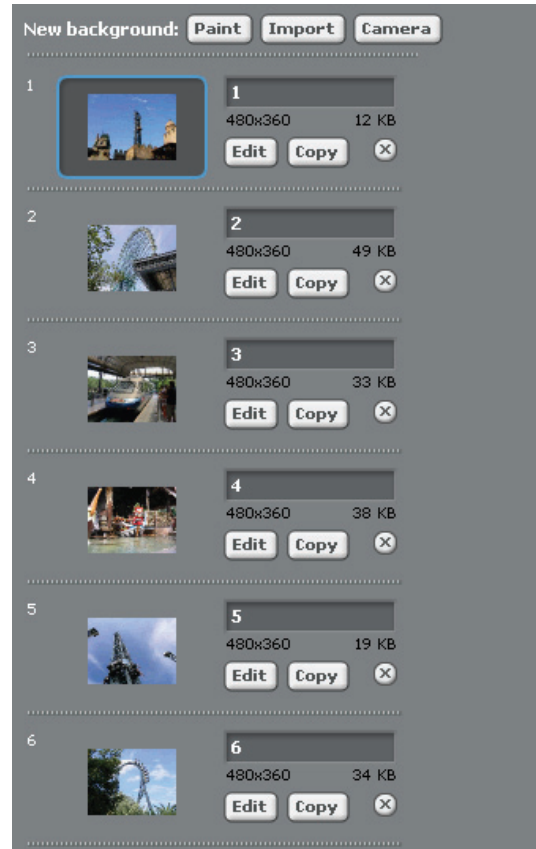 New background: Paint Import Camera
1
1
480x360 12 KB
Edit Copy
2
2
480x360 49 KB
Edit Copy
3
3
480x360 33 KB
Edit Copy
4
4
480x360 38 KB
Edit Copy
5
5
480x360 19 KB
Edit Copy
6
6
480x360 34 KB
Edit Copy